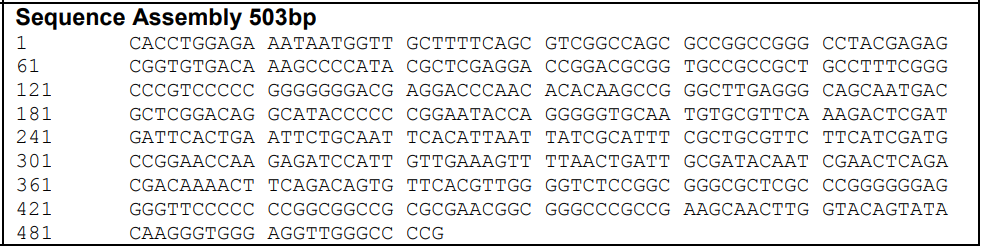 Sequence Assembly 503bp
1 CACCTGGAGA AATAATGGTT GCTTTTCAGC GTCGGCCAGC GCCGGCCGGG CCTACGAGAG
61 CGGTGTGACA AAGCCCCATA CGCTCGAGGA CCGGACGCGG TGCCGCCGCT GCCTTTCGGG
121 CCCGTCCCCC GGGGGGGACG AGGACCCAAC ACACAAGCCG GGCTTGAGGG CAGCAATGAC
181 GCTCGGACAG GCATACCCCC CGGAATACCA GGGGGTGCAA TGTGCGTTCA AAGACTCGAT
241 GATTCACTGA ATTCTGCAAT TCACATTAAT TATCGCATTT CGCTGCGTTC TTCATCGATG
301 CCGGAACCAA GAGATCCATT GTTGAAAGTT TTAACTGATT GCGATACAAT CGAACTCAGA
361 CGACAAAACT TCAGACAGTG TTCACGTTGG GGTCTCCGGC GGGCGCTCGC CCGGGGGGAG
421 GGGTTCCCCC CCGGCGGCCG CGCGAACGGC GGGCCCGCCG AAGCAACTTG GTACAGTATA
481 CAAGGGTGGG AGGTTGGGCC CCG